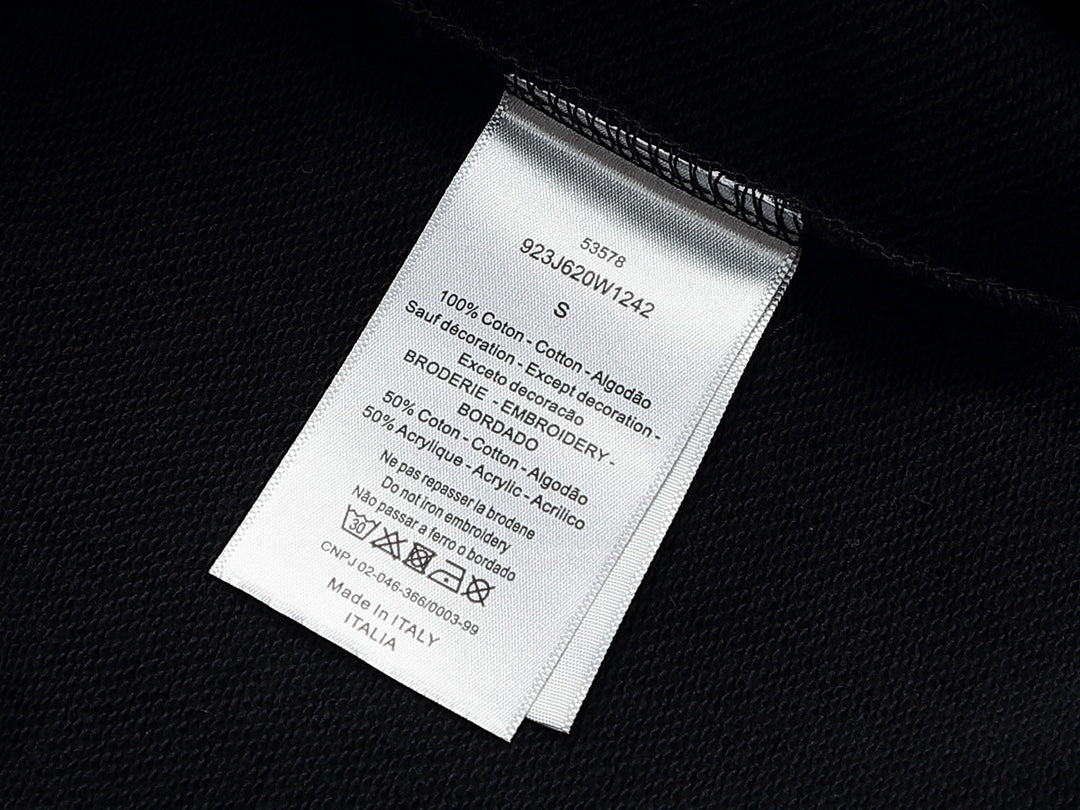 53578
923J620W1242
S
100% Coton - Cotton - Algodão
Sauf décoration - Except decoration -
Exceto decoracão
BRODERIE - EMBROIDERY -
BORDADO
50% Coton - Cotton - Algodão
50% Acrylique - Acrylic - Acrilico
Ne pas repasser la brodene
Do not iron embroidery
Não passar a ferro o bordado
30
CNPJ 02-046-366/0003-99
Made In ITALY
ITALIA